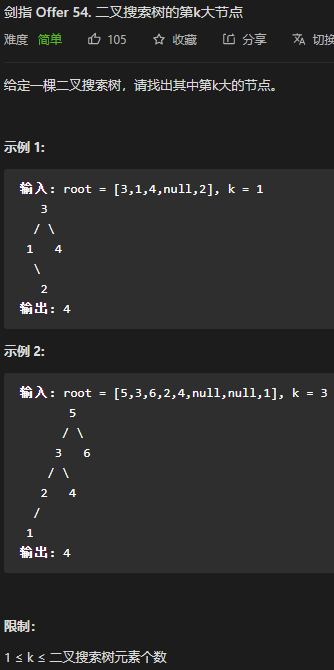 剑指 Offer 54. 二叉搜索树的第k大节点
难度 简单 105 收藏 分享 切换
给定一棵二叉搜索树，请找出其中第k大的节点。
示例 1:
输入: root = [3,1,4,null,2], k = 1
3
/ \
1 4
\
2
输出: 4
示例 2:
输入: root = [5,3,6,2,4,null,null,1], k = 3
5
/ \
3 6
/ \
2 4
/
1
输出: 4
限制：
1 ≤ k ≤ 二叉搜索树元素个数